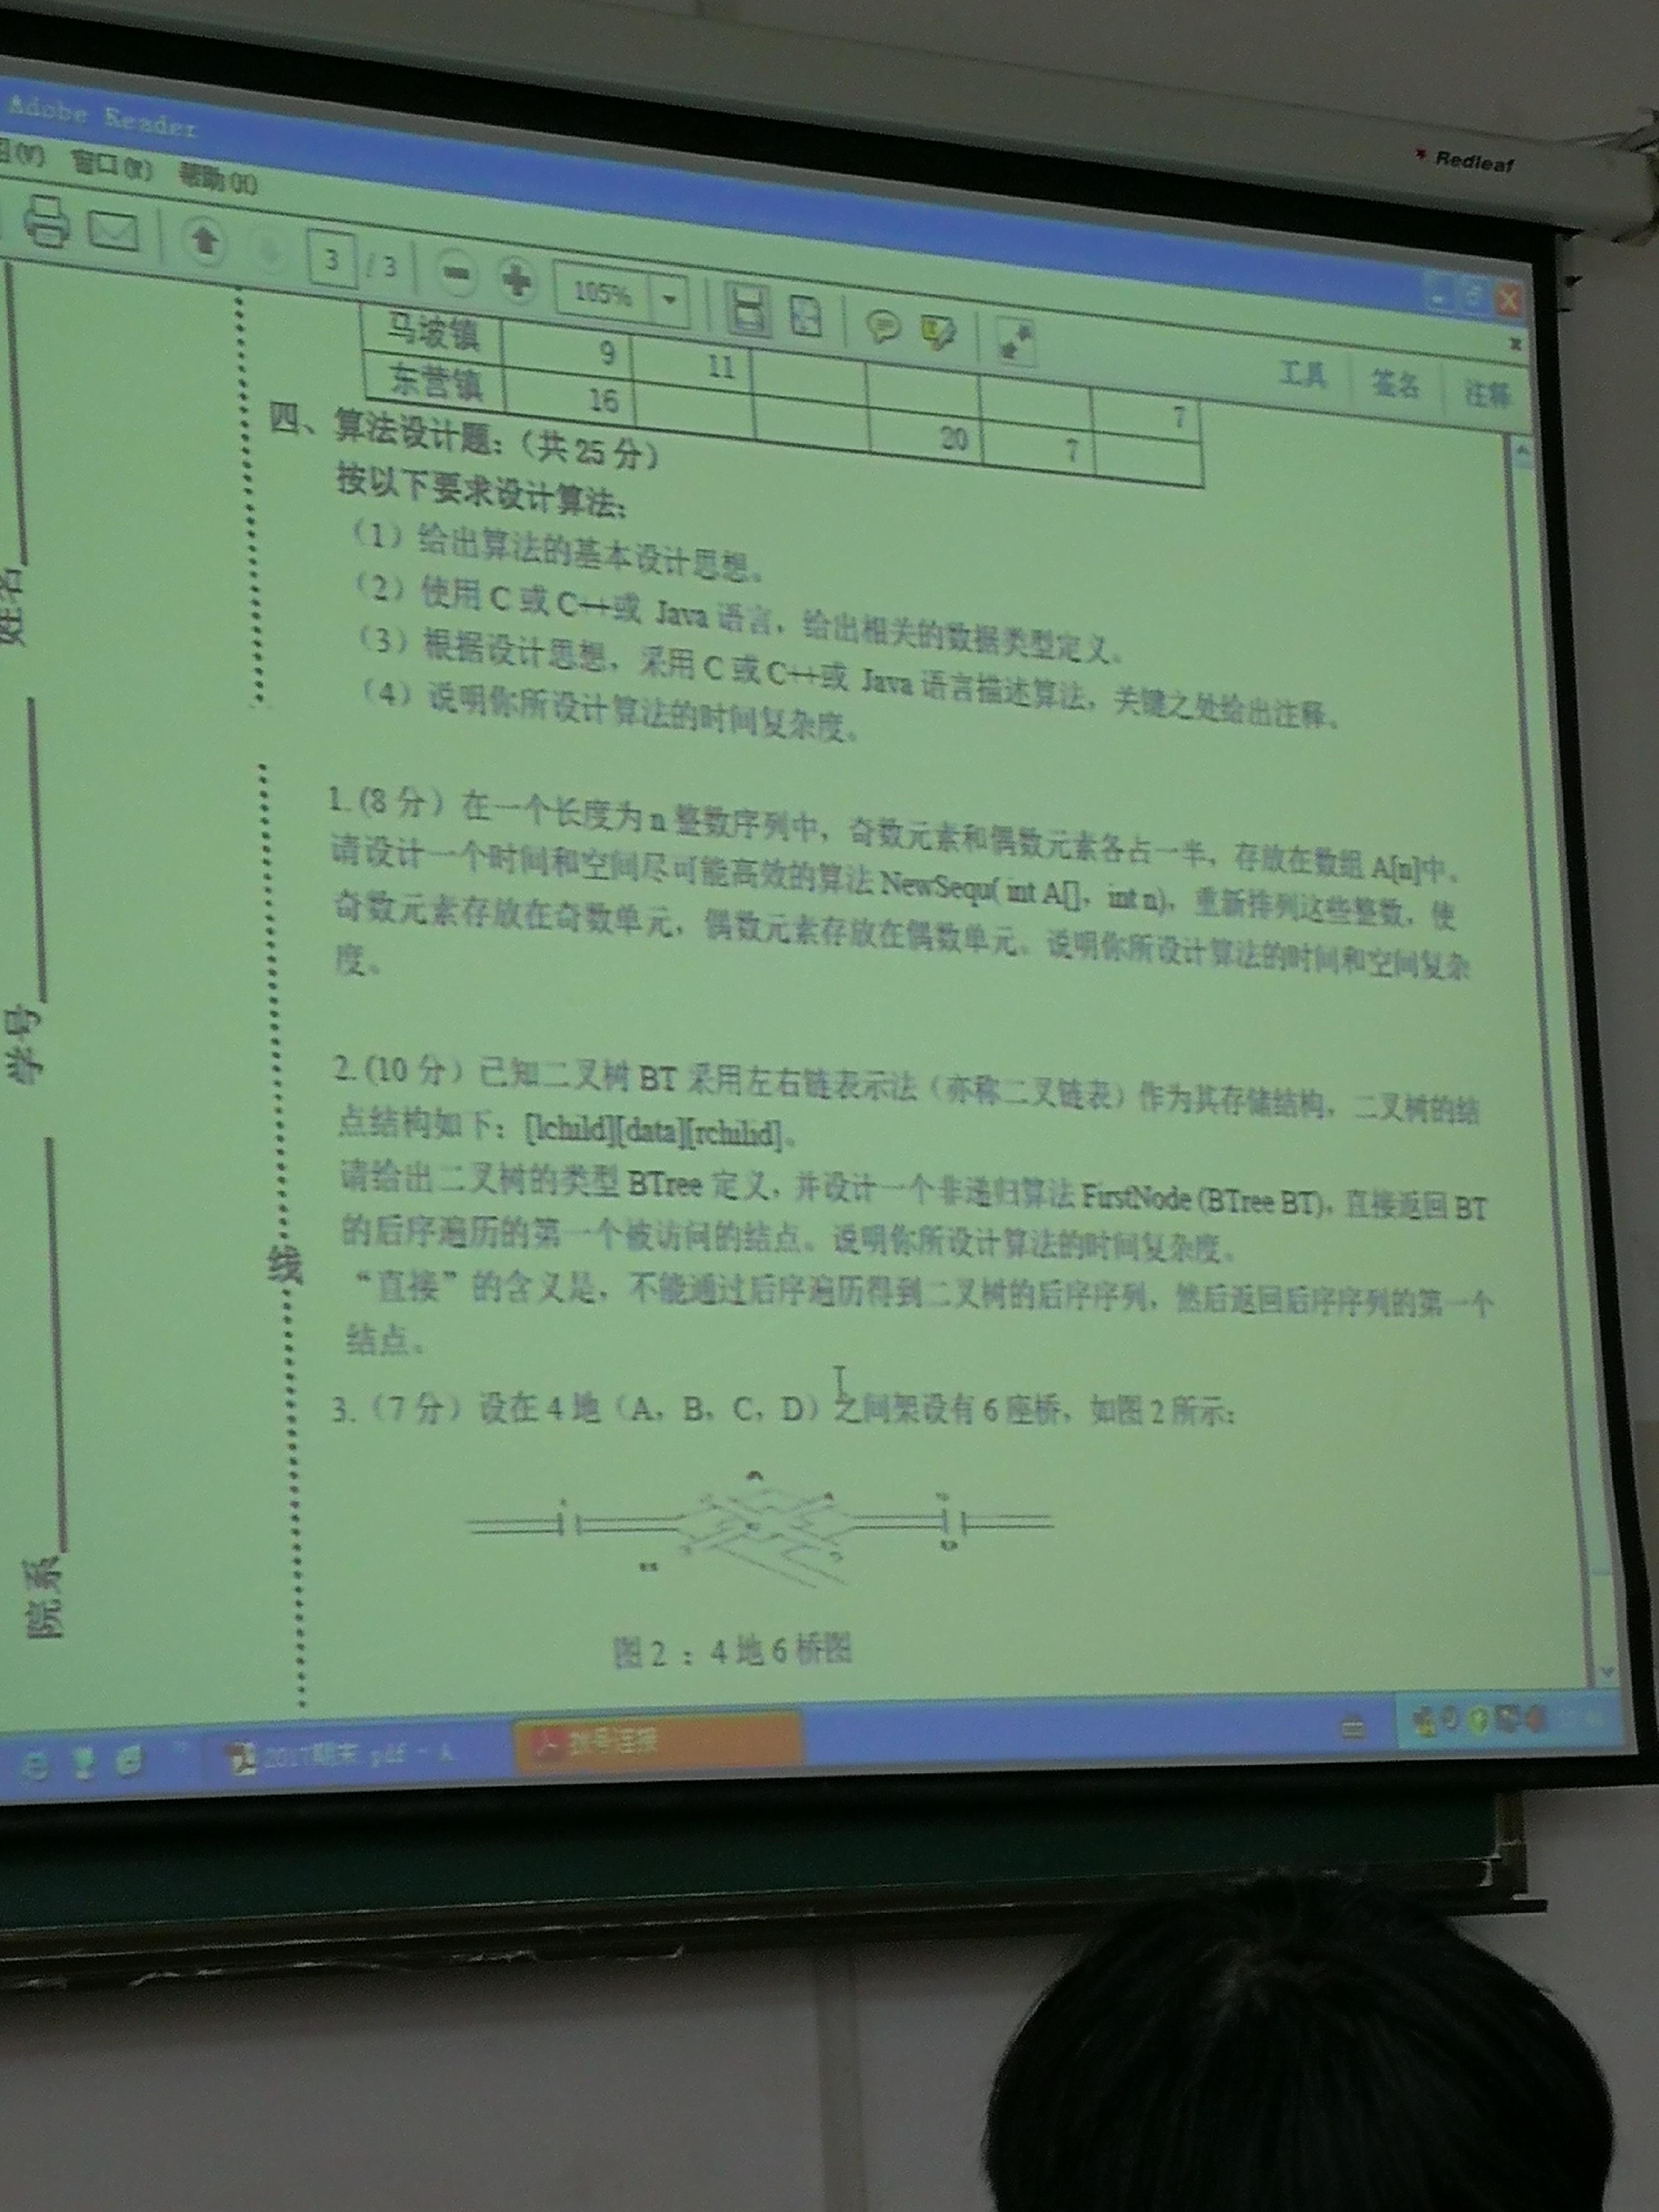 Redleaf
Adobe Reader
窗口(W) 帮助(H)
3 / 3 105%
工具 签名 注释
马坡镇 9 11 7
东营镇 16 20 7
四、算法设计题：（共25分）
按以下要求设计算法：
（1）给出算法的基本设计思想。
（2）使用 C 或 C++或 Java 语言，给出相关的数据类型定义。
（3）根据设计思想，采用 C 或 C++或 Java 语言描述算法，关键之处给出注释。
（4）说明你所设计算法的时间复杂度。
1.(8 分）在一个长度为 n 整数序列中，奇数元素和偶数元素各占一半，存放在数组 A[n]中。
请设计一个时间和空间尽可能高效的算法 NewSequ( int A[]，int n)，重新排列这些整数，使
奇数元素存放在奇数单元，偶数元素存放在偶数单元。说明你所设计算法的时间和空间复杂
度。
2.(10 分）已知二叉树 BT 采用左右链表示法（亦称二叉链表）作为其存储结构，二叉树的结
点结构如下：[lchild][data][rchilid]。
请给出二叉树的类型 BTree 定义，并设计一个非递归算法 FirstNode (BTree BT)，直接返回 BT
的后序遍历的第一个被访问的结点。说明你所设计算法的时间复杂度。
“直接”的含义是，不能通过后序遍历得到二叉树的后序序列，然后返回后序序列的第一个
结点。
3.（7 分）设在 4 地（A，B，C，D）之间架设有 6 座桥，如图 2 所示：
图 2 ：4 地 6 桥图
姓名
学号
线
院系
2017期末.pdf - A